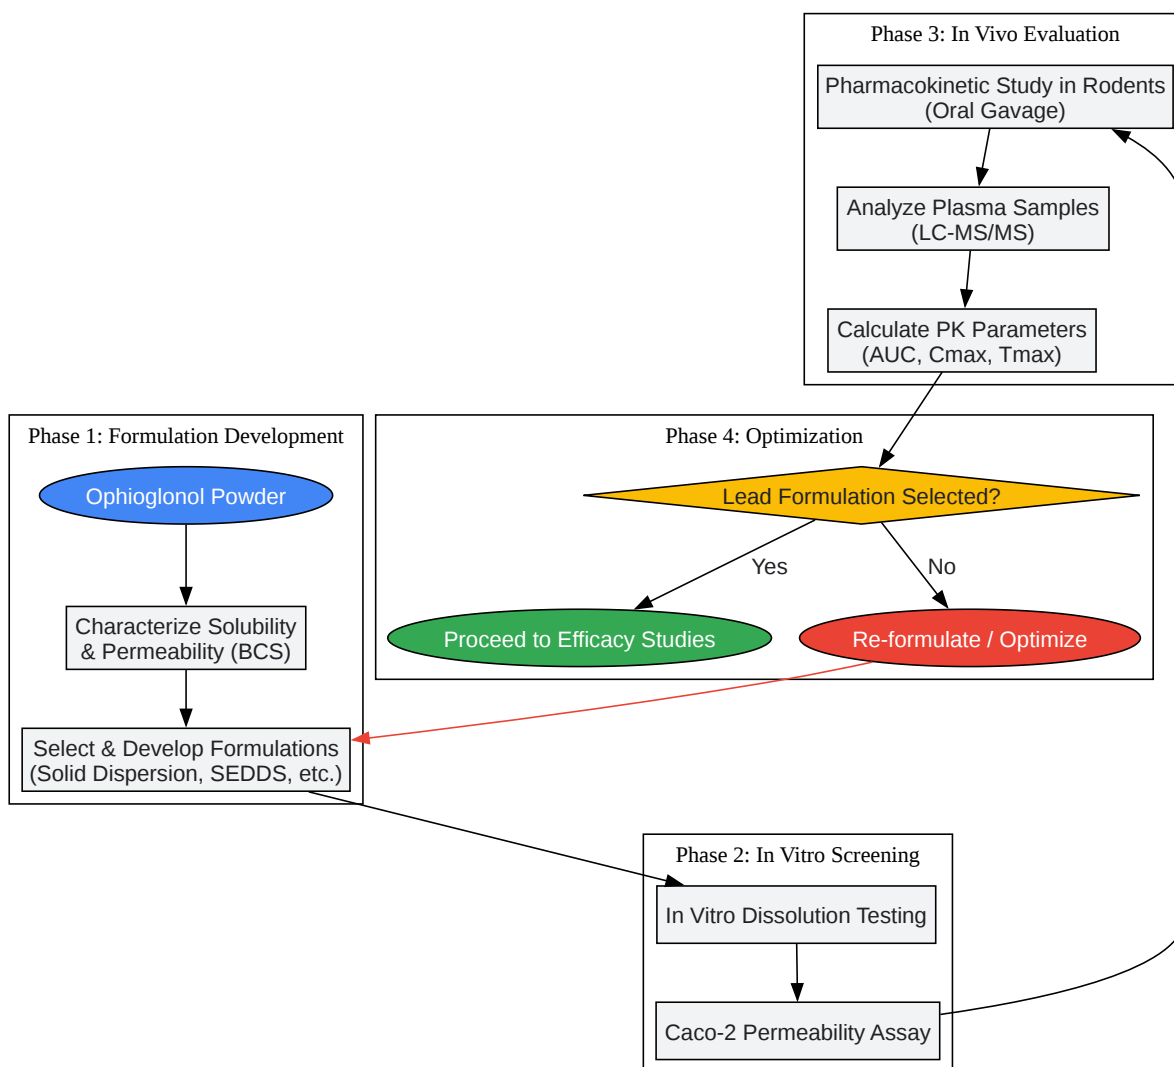 Phase 3: In Vivo Evaluation
Pharmacokinetic Study in Rodents
(Oral Gavage)
Analyze Plasma Samples
(LC-MS/MS)
Calculate PK Parameters
(AUC, Cmax, Tmax)
Phase 1: Formulation Development
Ophioglonol Powder
Characterize Solubility
& Permeability (BCS)
Select & Develop Formulations
(Solid Dispersion, SEDDS, etc.)
Phase 4: Optimization
Lead Formulation Selected?
Yes
No
Proceed to Efficacy Studies
Re-formulate / Optimize
Phase 2: In Vitro Screening
In Vitro Dissolution Testing
Caco-2 Permeability Assay